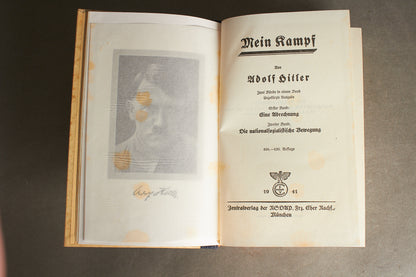 Mein Kampf
Von
Adolf Hitler
Zwei Bände in einem Band
Ungekürzte Ausgabe
Erster Band:
Eine Abrechnung
Zweiter Band:
Die nationalsozialistische Bewegung
19 41
Zentralverlag der NSDAP., Frz. Eher Nachf.,
München